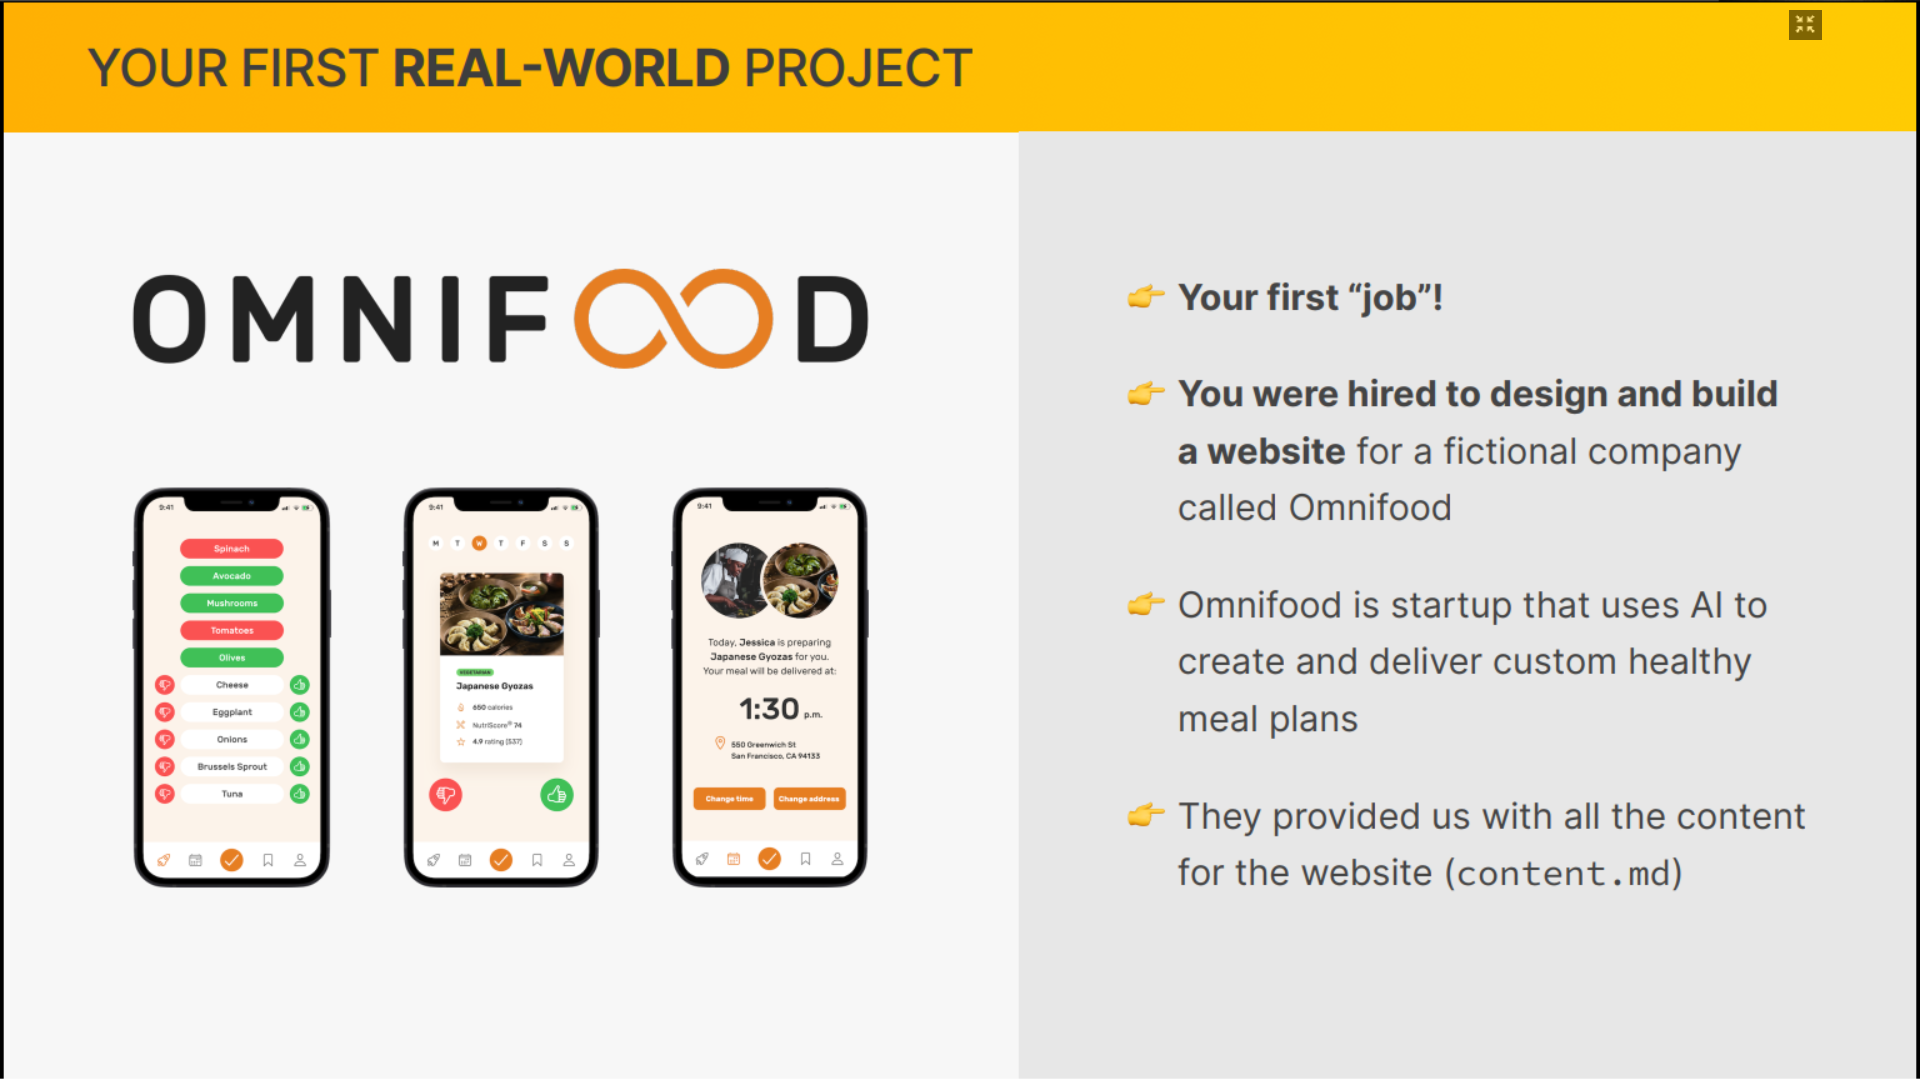 YOUR FIRST REAL-WORLD PROJECT
OMNIFOOD
9:41
Spinach
Avocado
Mushrooms
Tomatoes
Olives
Cheese
Eggplant
Onions
Brussels Sprout
Tuna
9:41
M T W T F S S
VEGETARIAN
Japanese Gyozas
650 calories
NutriScore® 74
4.9 rating (537)
9:41
Today, Jessica is preparing
Japanese Gyozas for you.
Your meal will be delivered at:
1:30 p.m.
550 Greenwich St
San Francisco, CA 94133
Change time Change address
👉 Your first “job”!
👉 You were hired to design and build
a website for a fictional company
called Omnifood
👉 Omnifood is startup that uses AI to
create and deliver custom healthy
meal plans
👉 They provided us with all the content
for the website (content.md)